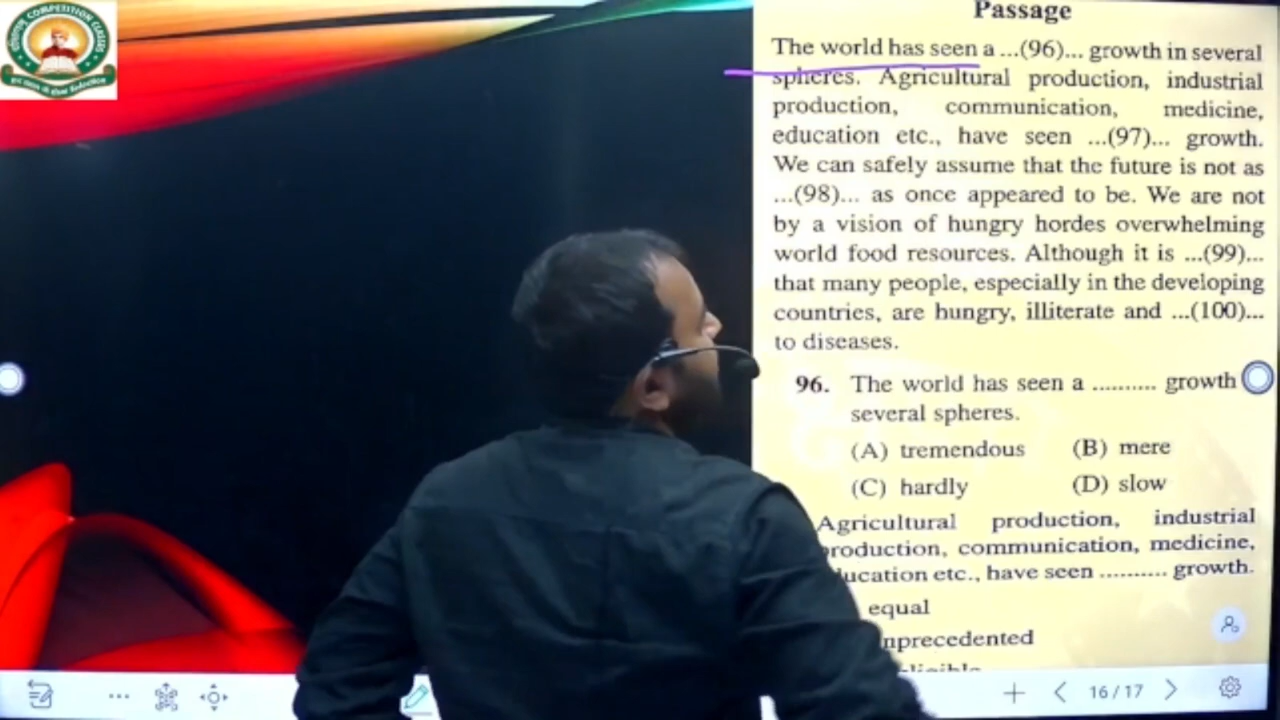 Passage
The world has seen a ...(96)... growth in several
spheres. Agricultural production, industrial
production, communication, medicine,
education etc., have seen ...(97)... growth.
We can safely assume that the future is not as
...(98)... as once appeared to be. We are not
by a vision of hungry hordes overwhelming
world food resources. Although it is ...(99)...
that many people, especially in the developing
countries, are hungry, illiterate and ...(100)...
to diseases.
96. The world has seen a .......... growth
several spheres.
(A) tremendous (B) mere
(C) hardly (D) slow
Agricultural production, industrial
roduction, communication, medicine,
ucation etc., have seen .......... growth.
equal
nprecedented
16/17